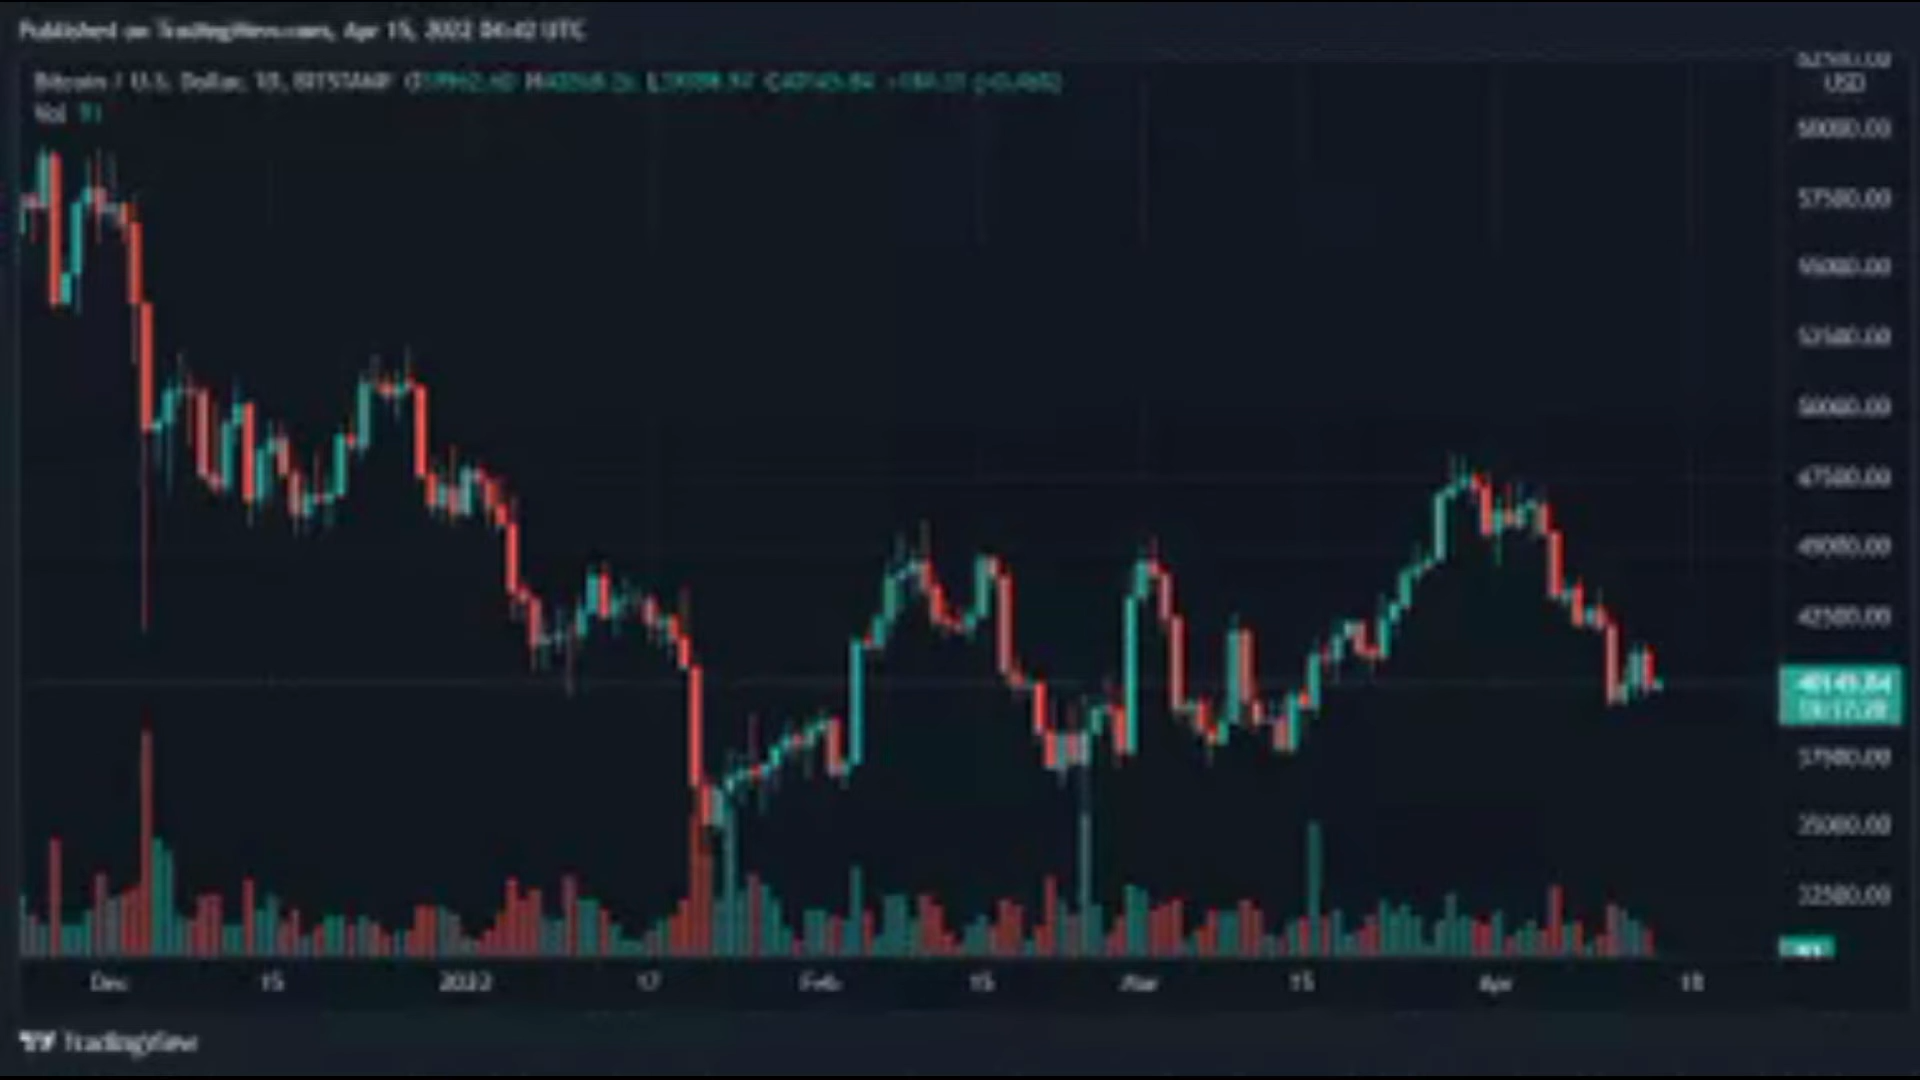 Published on TradingView.com, Apr 15, 2022 04:42 UTC
Bitcoin / U.S. Dollar, 1D, BITSTAMP
Vol
USD
60000.00
57500.00
55000.00
52500.00
50000.00
47500.00
45000.00
42500.00
40145.84
37500.00
35000.00
32500.00
Dec 15 2022 17 Feb 15 Mar 15 Apr 18
TradingView